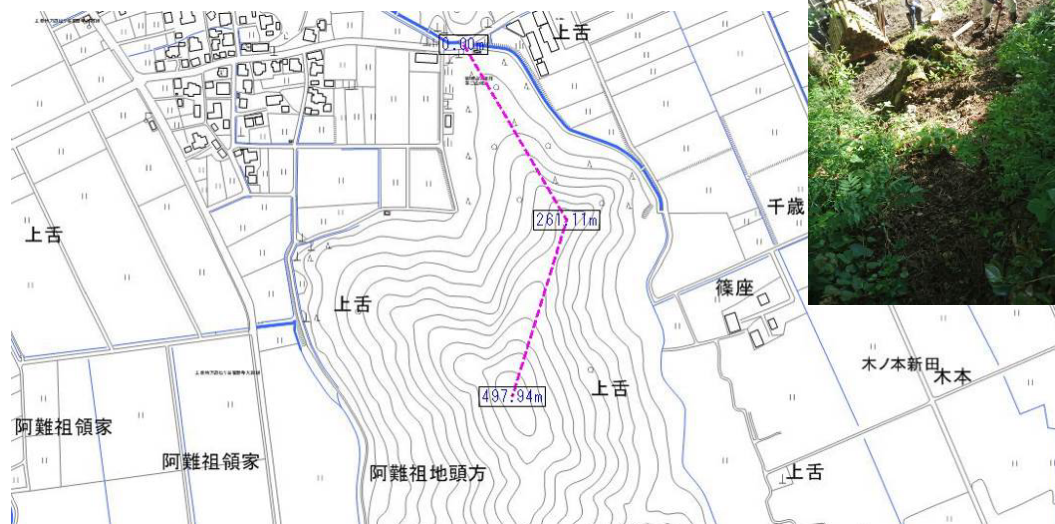 上舌
0.00m
千歳
261.11m
上舌
篠座
上舌
木ノ本新田
木本
497.94m
上舌
阿難祖領家
阿難祖領家
阿難祖地頭方
上舌